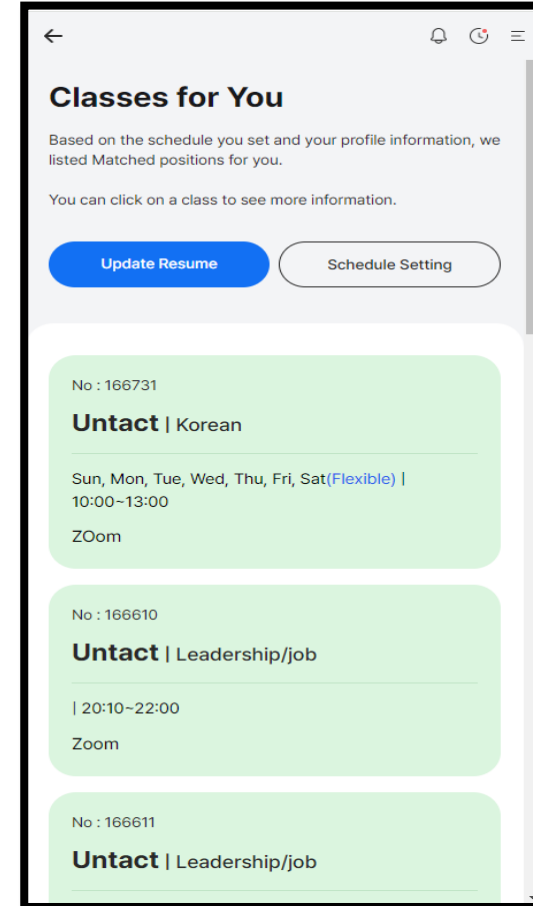 Classes for You
Based on the schedule you set and your profile information, we
listed Matched positions for you.
You can click on a class to see more information.
Update Resume
Schedule Setting
No : 166731
Untact | Korean
Sun, Mon, Tue, Wed, Thu, Fri, Sat(Flexible) |
10:00~13:00
ZOom
No : 166610
Untact | Leadership/job
| 20:10~22:00
Zoom
No : 166611
Untact | Leadership/job